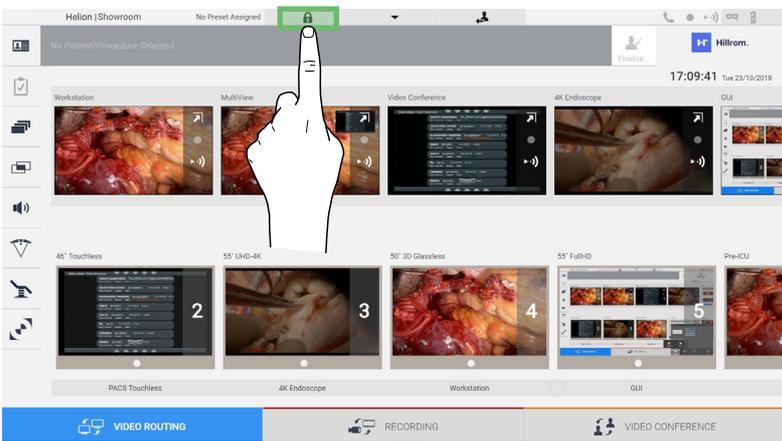 Helion | Showroom No Preset Assigned
No Patient/Procedure Selected
Finalize...
Hillrom.
17:09:41 Tue 23/10/2018
Workstation MultiView Video Conference 4K Endoscope GUI
46" Touchless 55" UHD-4K 50" 3D Glassless 55" FullHD Pre-ICU
2 3 4 5
PACS Touchless 4K Endoscope Workstation GUI
VIDEO ROUTING RECORDING VIDEO CONFERENCE